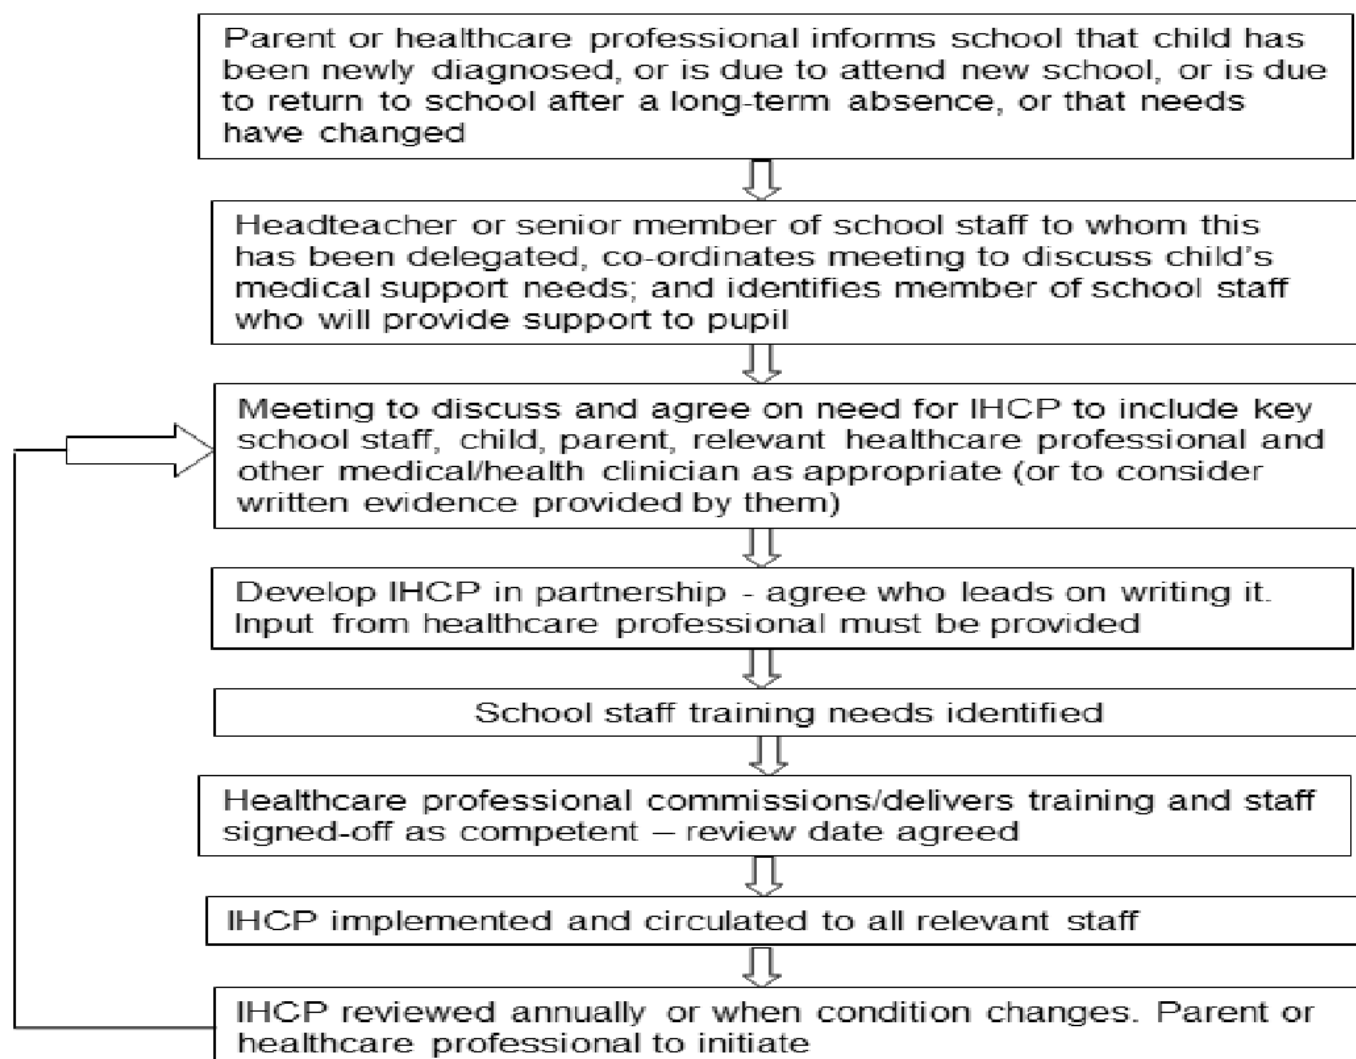 Parent or healthcare professional informs school that child has
been newly diagnosed, or is due to attend new school, or is due
to return to school after a long-term absence, or that needs
have changed
Headteacher or senior member of school staff to whom this
has been delegated, co-ordinates meeting to discuss child's
medical support needs; and identifies member of school staff
who will provide support to pupil
Meeting to discuss and agree on need for IHCP to include key
school staff, child, parent, relevant healthcare professional and
other medical/health clinician as appropriate (or to consider
written evidence provided by them)
Develop IHCP in partnership - agree who leads on writing it.
Input from healthcare professional must be provided
School staff training needs identified
Healthcare professional commissions/delivers training and staff
signed-off as competent – review date agreed
IHCP implemented and circulated to all relevant staff
IHCP reviewed annually or when condition changes. Parent or
healthcare professional to initiate